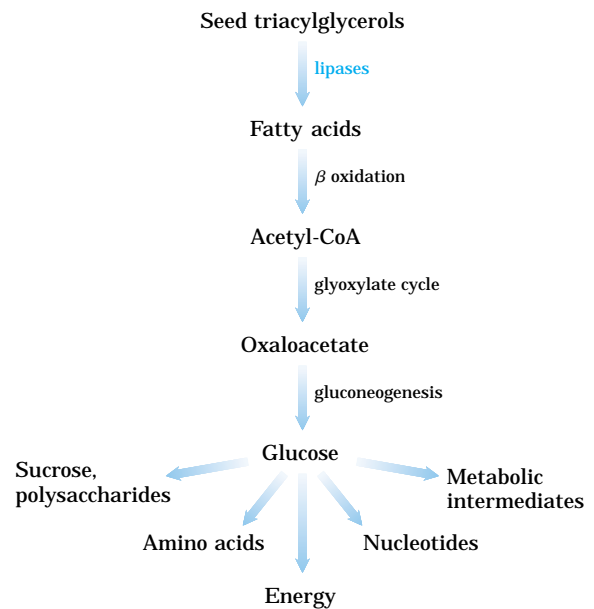 Seed triacylglycerols
lipases
Fatty acids
β oxidation
Acetyl-CoA
glyoxylate cycle
Oxaloacetate
gluconeogenesis
Glucose
Sucrose,
polysaccharides
Metabolic
intermediates
Amino acids
Nucleotides
Energy